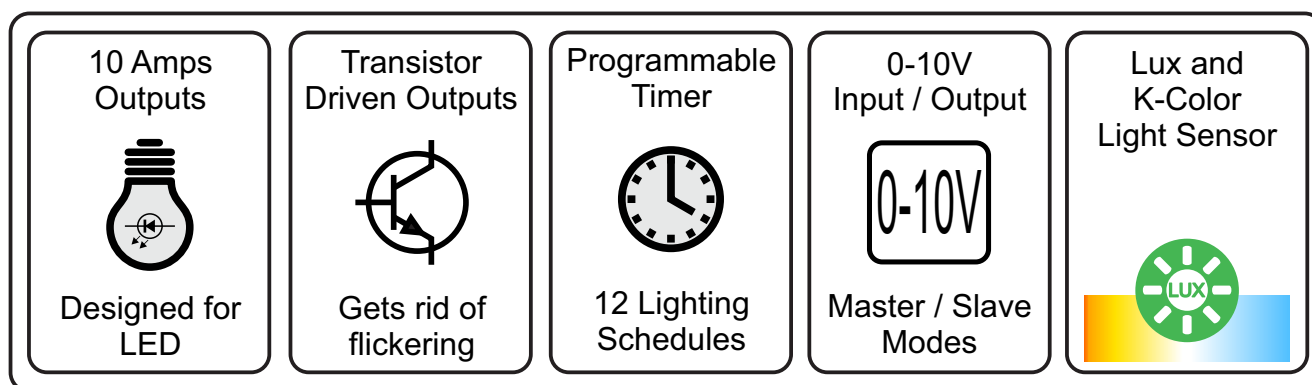 10 Amps
Outputs
Designed for
LED
Transistor
Driven Outputs
Gets rid of
flickering
Programmable
Timer
12 Lighting
Schedules
0-10V
Input / Output
0-10V
Master / Slave
Modes
Lux and
K-Color
Light Sensor
LUX